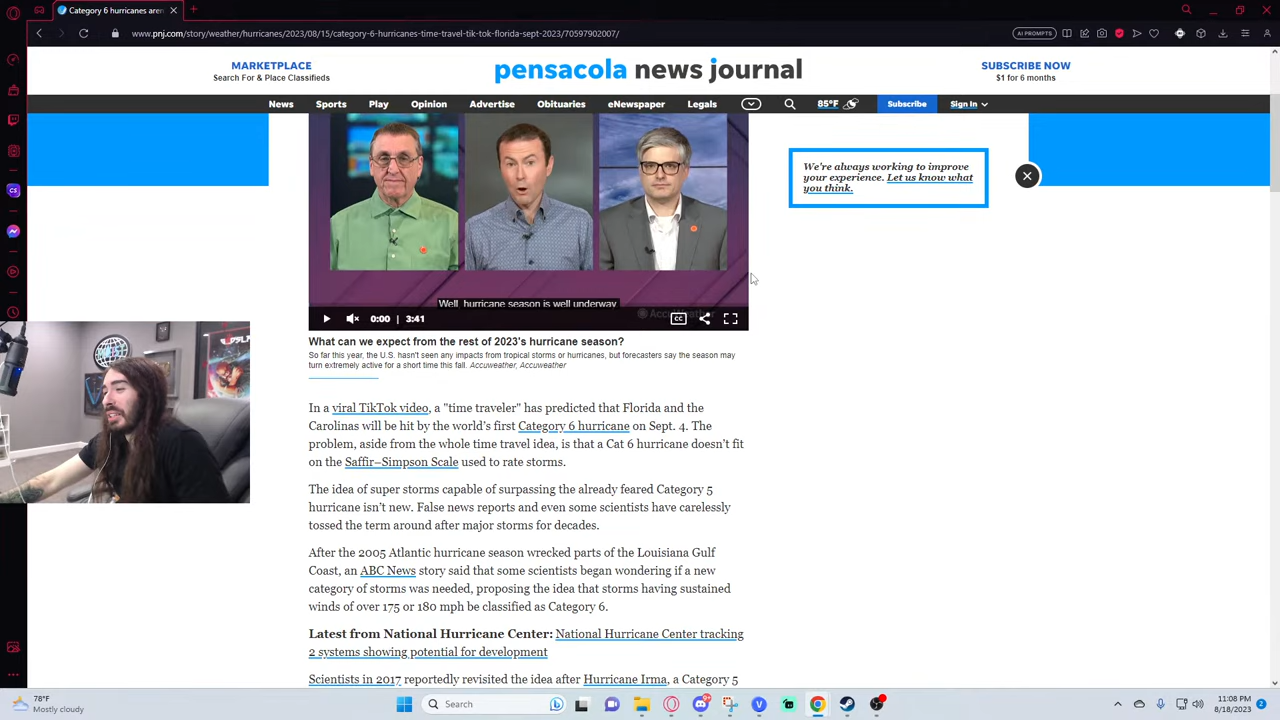 Category 6 hurricanes aren
www.pnj.com/story/weather/hurricanes/2023/08/15/category-6-hurricanes-time-travel-tik-tok-florida-sept-2023/70597902007/
AI PROMPTS
MARKETPLACE
Search For & Place Classifieds
pensacola news journal
SUBSCRIBE NOW
$1 for 6 months
News Sports Play Opinion Advertise Obituaries eNewspaper Legals 85°F Subscribe Sign In
We're always working to improve
your experience. Let us know what
you think.
Well, hurricane season is well underway
AccuWeather
0:00 | 3:41
CC
What can we expect from the rest of 2023's hurricane season?
So far this year, the U.S. hasn't seen any impacts from tropical storms or hurricanes, but forecasters say the season may
turn extremely active for a short time this fall. Accuweather, Accuweather
In a viral TikTok video, a "time traveler" has predicted that Florida and the
Carolinas will be hit by the world's first Category 6 hurricane on Sept. 4. The
problem, aside from the whole time travel idea, is that a Cat 6 hurricane doesn't fit
on the Saffir–Simpson Scale used to rate storms.
The idea of super storms capable of surpassing the already feared Category 5
hurricane isn't new. False news reports and even some scientists have carelessly
tossed the term around after major storms for decades.
After the 2005 Atlantic hurricane season wrecked parts of the Louisiana Gulf
Coast, an ABC News story said that some scientists began wondering if a new
category of storms was needed, proposing the idea that storms having sustained
winds of over 175 or 180 mph be classified as Category 6.
Latest from National Hurricane Center: National Hurricane Center tracking
2 systems showing potential for development
Scientists in 2017 reportedly revisited the idea after Hurricane Irma, a Category 5
78°F
Mostly cloudy
Search
11:08 PM
8/18/2023